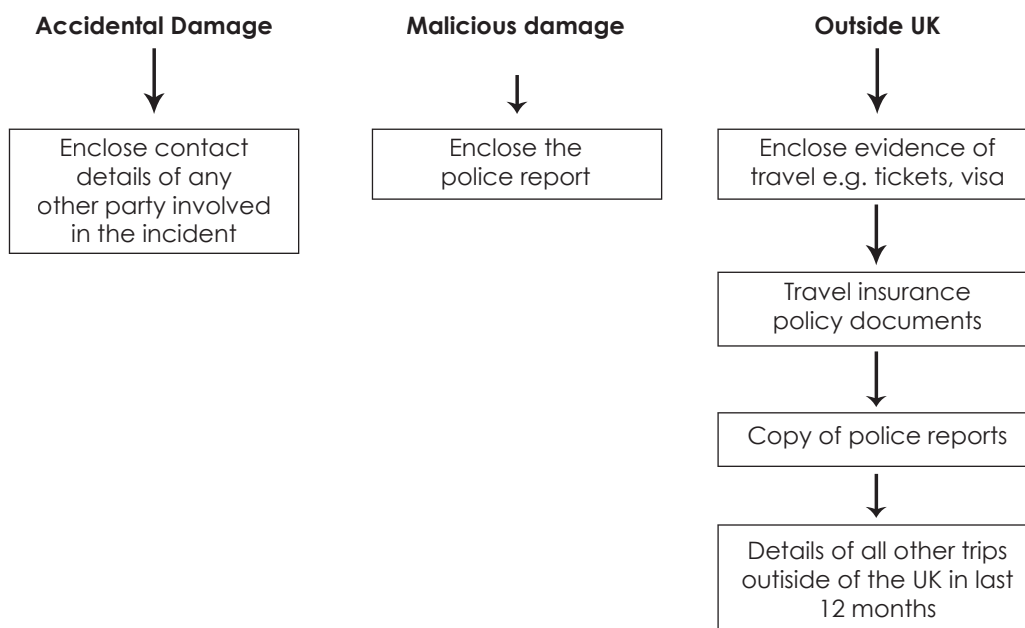 Accidental Damage
Enclose contact
details of any
other party involved
in the incident
Malicious damage
Enclose the
police report
Outside UK
Enclose evidence of
travel e.g. tickets, visa
Travel insurance
policy documents
Copy of police reports
Details of all other trips
outiside of the UK in last
12 months